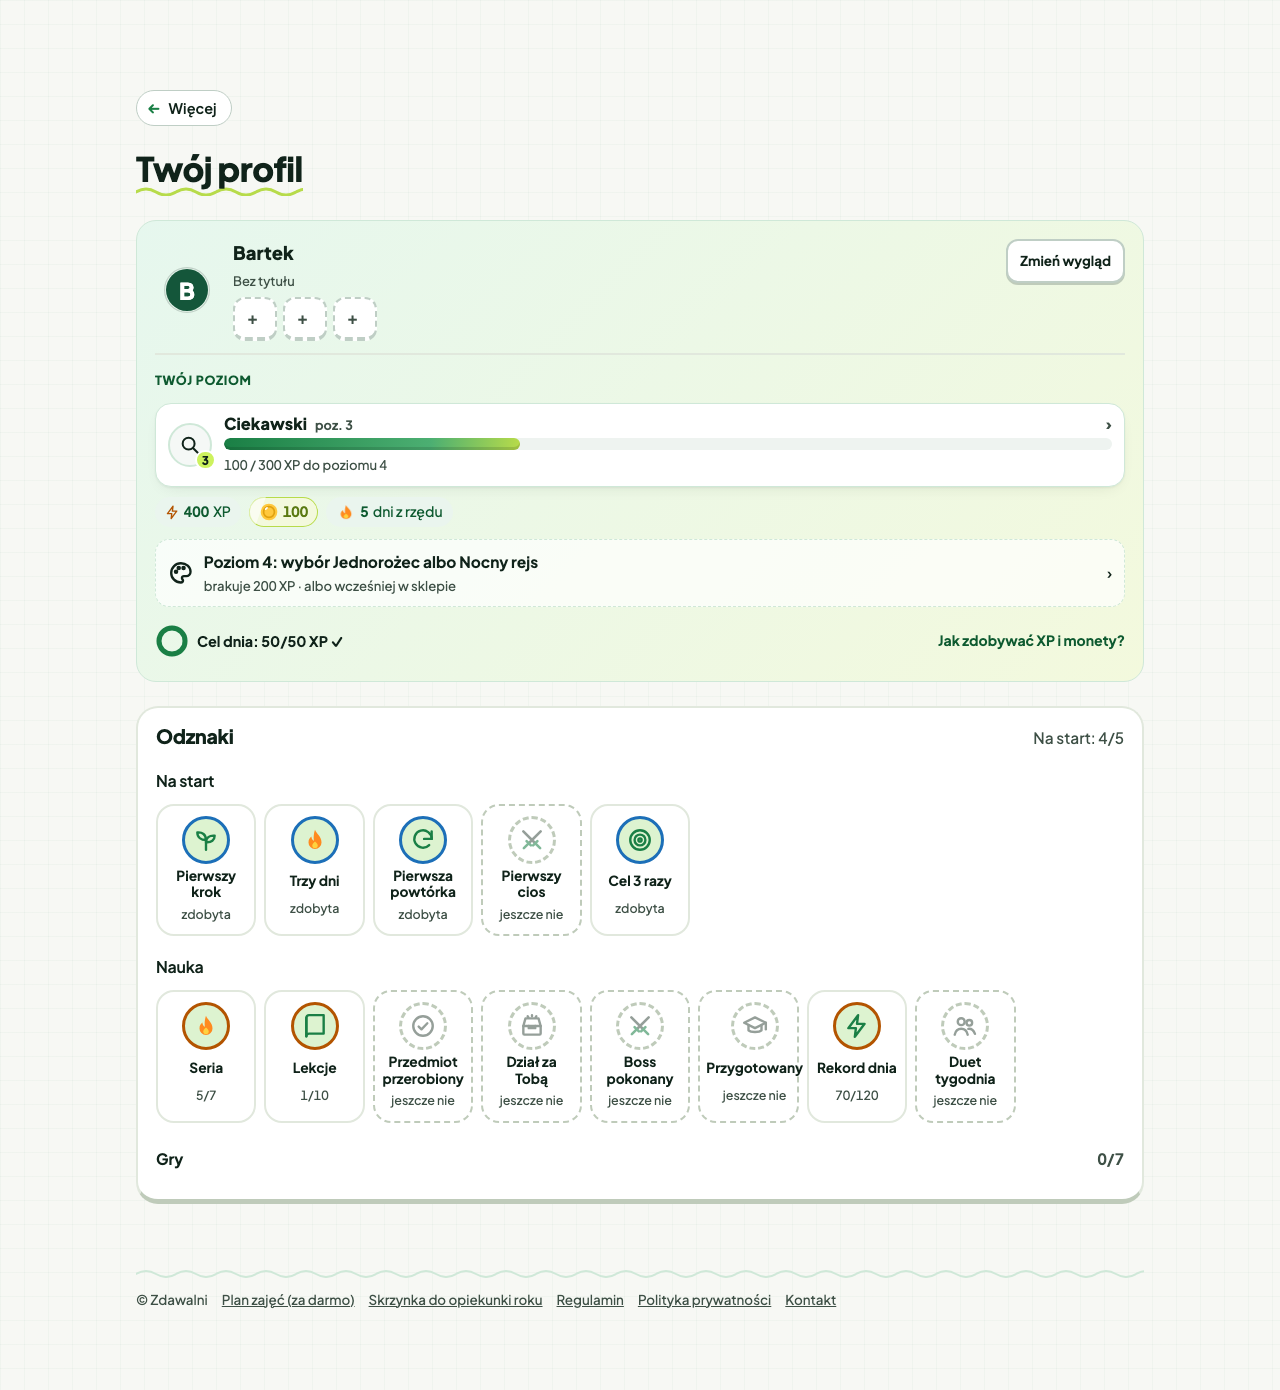 ← Więcej
Twój profil
B
Bartek
Zmień wygląd
Bez tytułu
+ + +
TWÓJ POZIOM
Ciekawski poz. 3 ›
3
100 / 300 XP do poziomu 4
400 XP 100 5 dni z rzędu
Poziom 4: wybór Jednorożec albo Nocny rejs
brakuje 200 XP · albo wcześniej w sklepie ›
Cel dnia: 50/50 XP ✓ Jak zdobywać XP i monety?
Odznaki Na start: 4/5
Na start
Pierwszy krok
zdobyta
Trzy dni
zdobyta
Pierwsza powtórka
zdobyta
Pierwszy cios
jeszcze nie
Cel 3 razy
zdobyta
Nauka
Seria
5/7
Lekcje
1/10
Przedmiot przerobiony
jeszcze nie
Dział za Tobą
jeszcze nie
Boss pokonany
jeszcze nie
Przygotowany
jeszcze nie
Rekord dnia
70/120
Duet tygodnia
jeszcze nie
Gry 0/7
© Zdawalni Plan zajęć (za darmo) Skrzynka do opiekunki roku Regulamin Polityka prywatności Kontakt